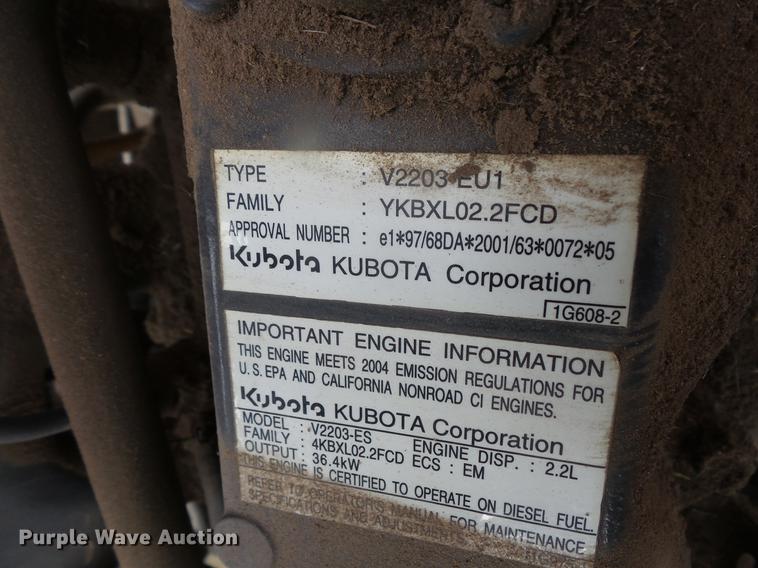 TYPE : V2203-EU1
FAMILY : YKBXL02.2FCD
APPROVAL NUMBER : e1*97/68DA*2001/63*0072*05
Kubota KUBOTA Corporation
1G608-2
IMPORTANT ENGINE INFORMATION
THIS ENGINE MEETS 2004 EMISSION REGULATIONS FOR
U.S.EPA AND CALIFORNIA NONROAD CI ENGINES.
Kubota KUBOTA Corporation
MODEL : V2203-ES ENGINE DISP. : 2.2L
FAMILY : 4KBXL02.2FCD ECS : EM
OUTPUT : 36.4kW
THIS ENGINE IS CERTIFIED TO OPERATE ON DIESEL FUEL.
REFER TO OPERATOR'S MANUAL FOR MAINTENANCE
SPECIFICATIONS AND ADJUSTMENTS
Purple Wave Auction